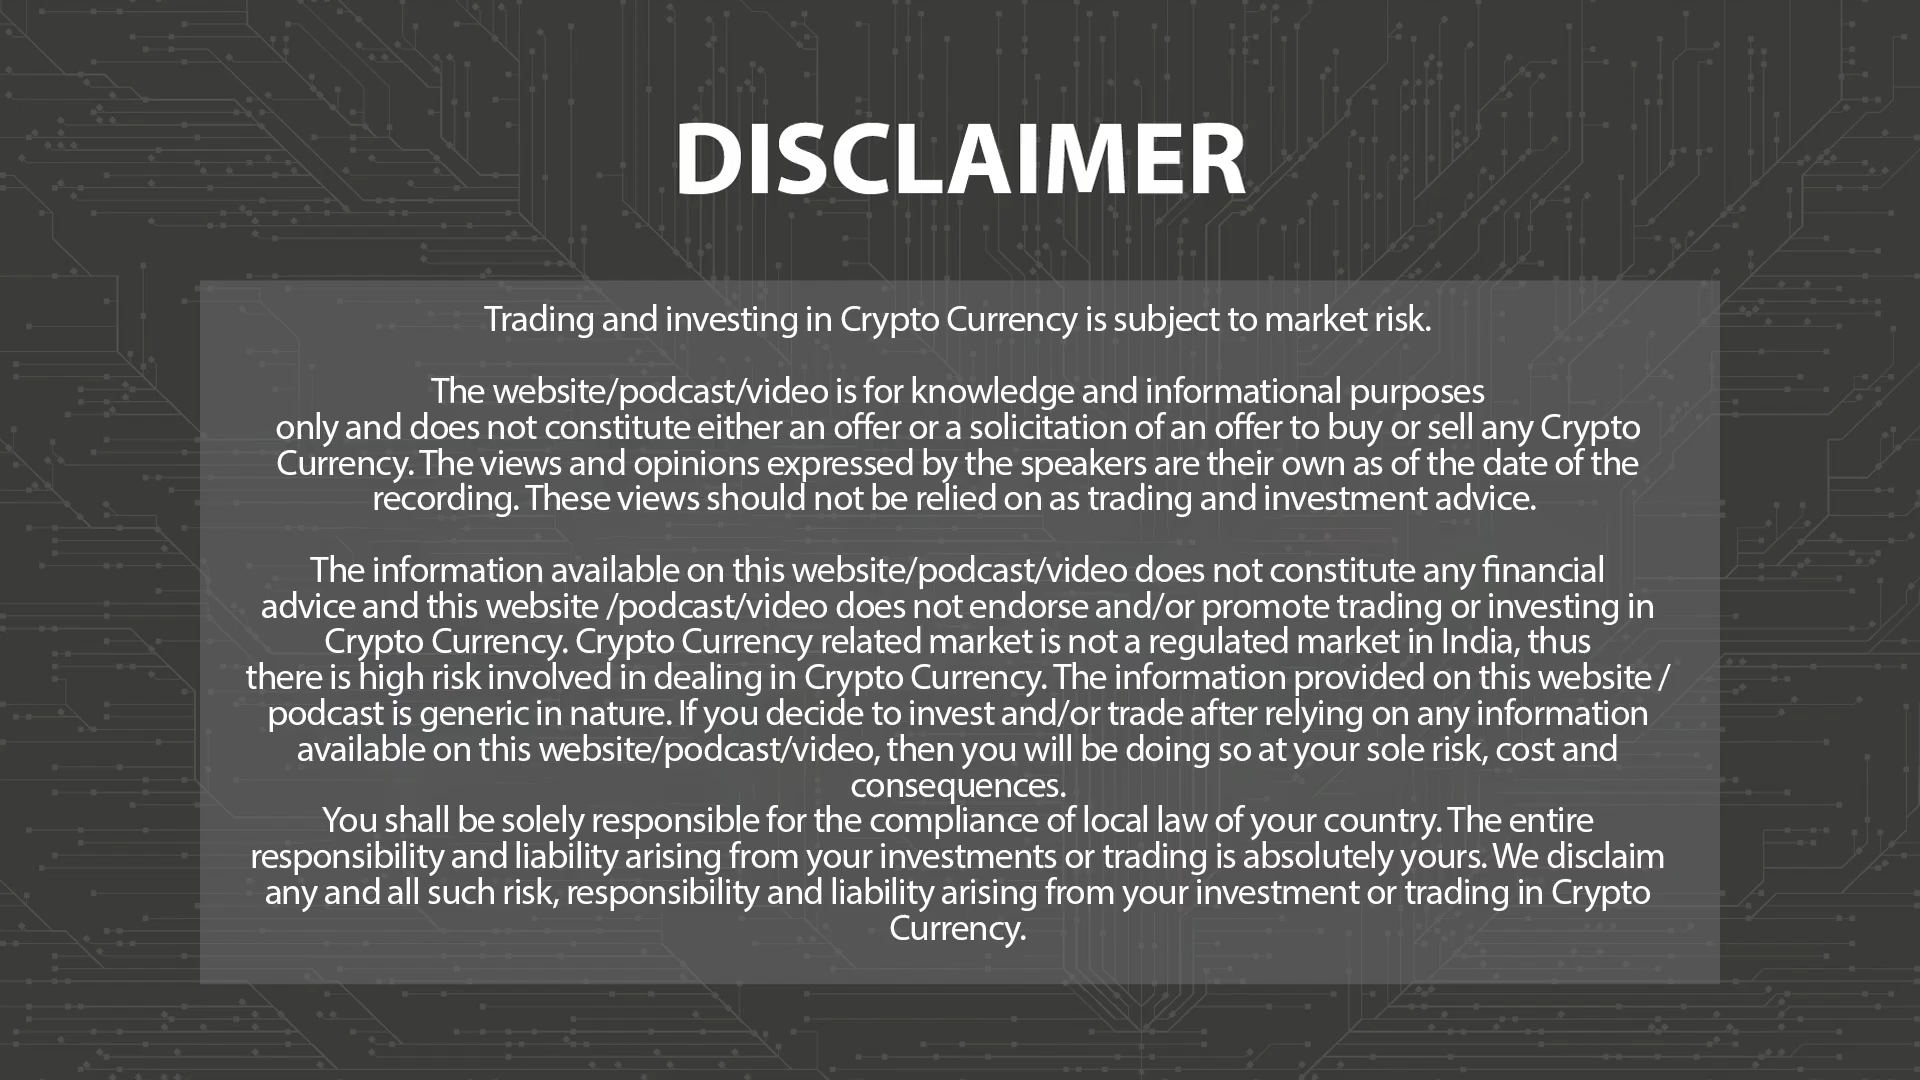 DISCLAIMER
Trading and investing in Crypto Currency is subject to market risk.
The website/podcast/video is for knowledge and informational purposes
only and does not constitute either an offer or a solicitation of an offer to buy or sell any Crypto
Currency. The views and opinions expressed by the speakers are their own as of the date of the
recording. These views should not be relied on as trading and investment advice.
The information available on this website/podcast/video does not constitute any financial
advice and this website /podcast/video does not endorse and/or promote trading or investing in
Crypto Currency. Crypto Currency related market is not a regulated market in India, thus
there is high risk involved in dealing in Crypto Currency. The information provided on this website /
podcast is generic in nature. If you decide to invest and/or trade after relying on any information
available on this website/podcast/video, then you will be doing so at your sole risk, cost and
consequences.
You shall be solely responsible for the compliance of local law of your country. The entire
responsibility and liability arising from your investments or trading is absolutely yours. We disclaim
any and all such risk, responsibility and liability arising from your investment or trading in Crypto
Currency.